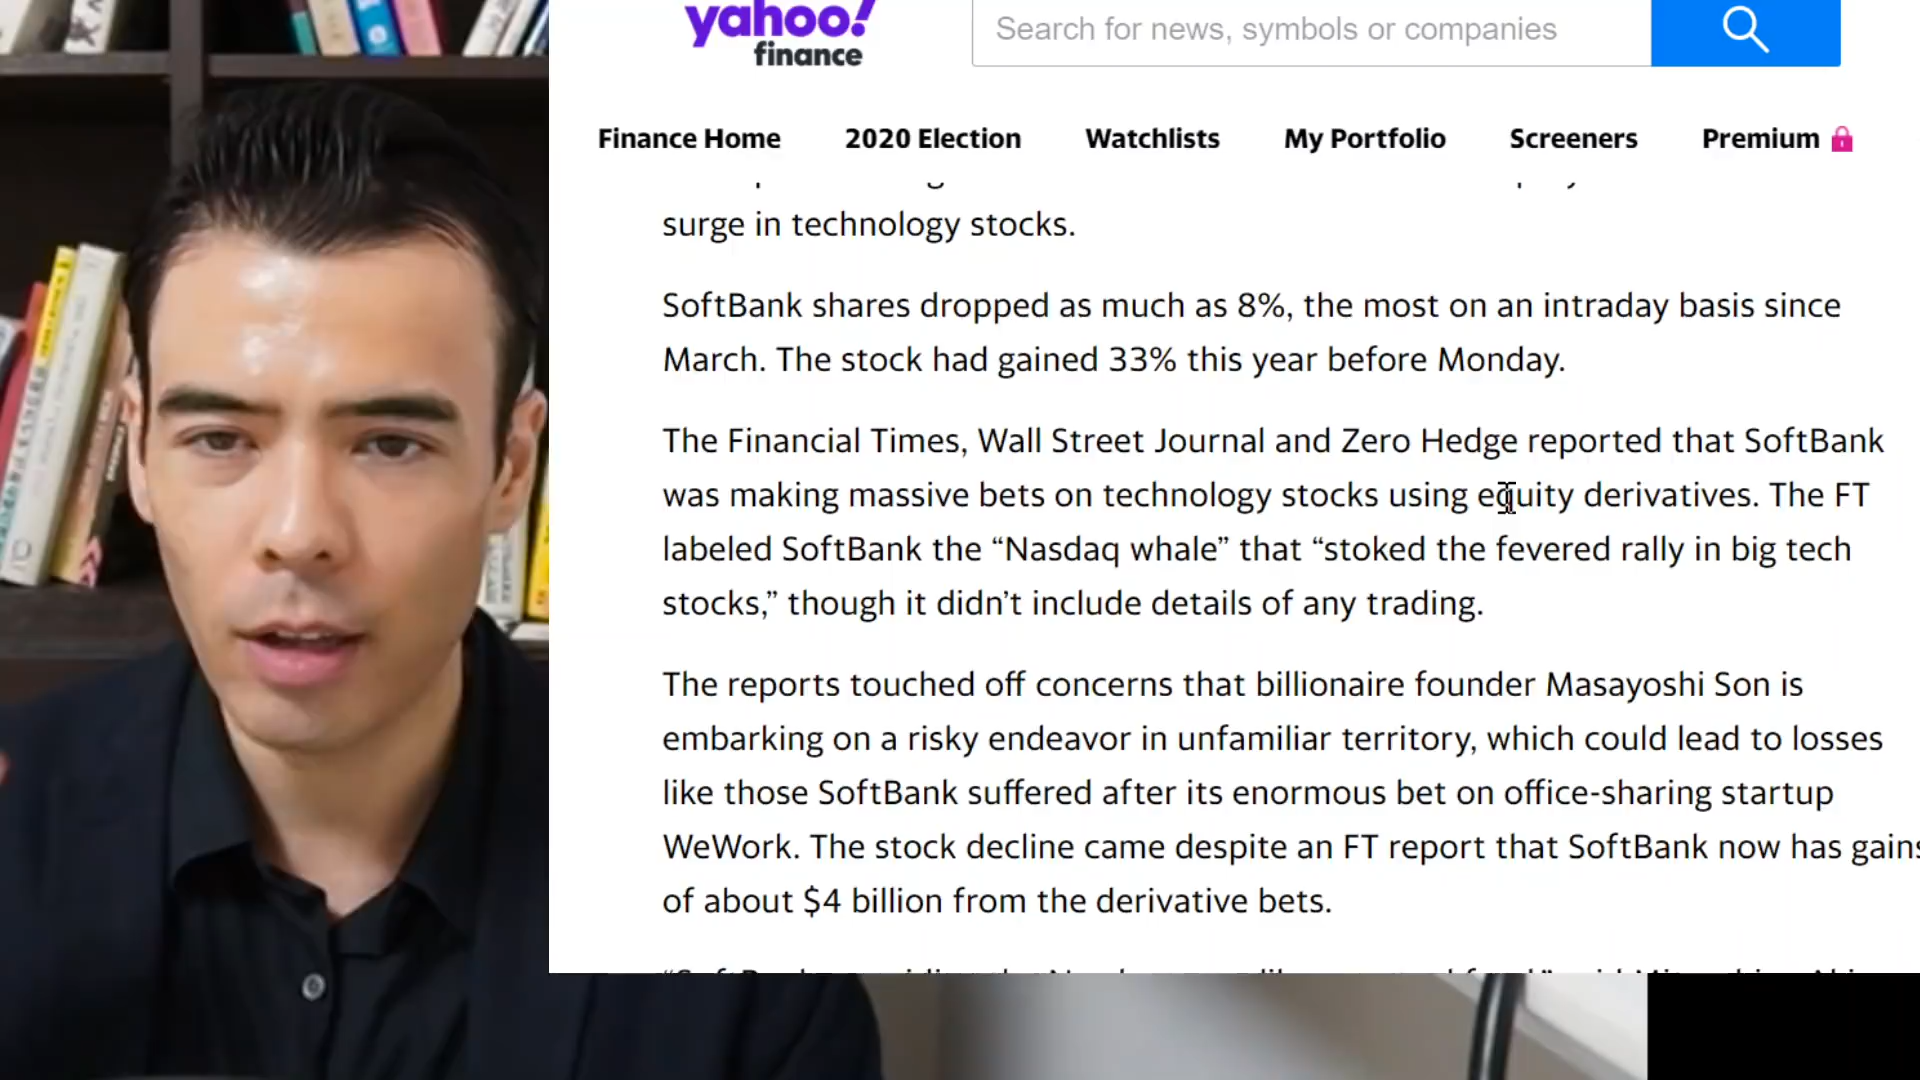 yahoo!
finance
Search for news, symbols or companies
Finance Home
2020 Election
Watchlists
My Portfolio
Screeners
Premium
surge in technology stocks.
SoftBank shares dropped as much as 8%, the most on an intraday basis since
March. The stock had gained 33% this year before Monday.
The Financial Times, Wall Street Journal and Zero Hedge reported that SoftBank
was making massive bets on technology stocks using equity derivatives. The FT
labeled SoftBank the “Nasdaq whale” that “stoked the fevered rally in big tech
stocks,” though it didn’t include details of any trading.
The reports touched off concerns that billionaire founder Masayoshi Son is
embarking on a risky endeavor in unfamiliar territory, which could lead to losses
like those SoftBank suffered after its enormous bet on office-sharing startup
WeWork. The stock decline came despite an FT report that SoftBank now has gains
of about $4 billion from the derivative bets.